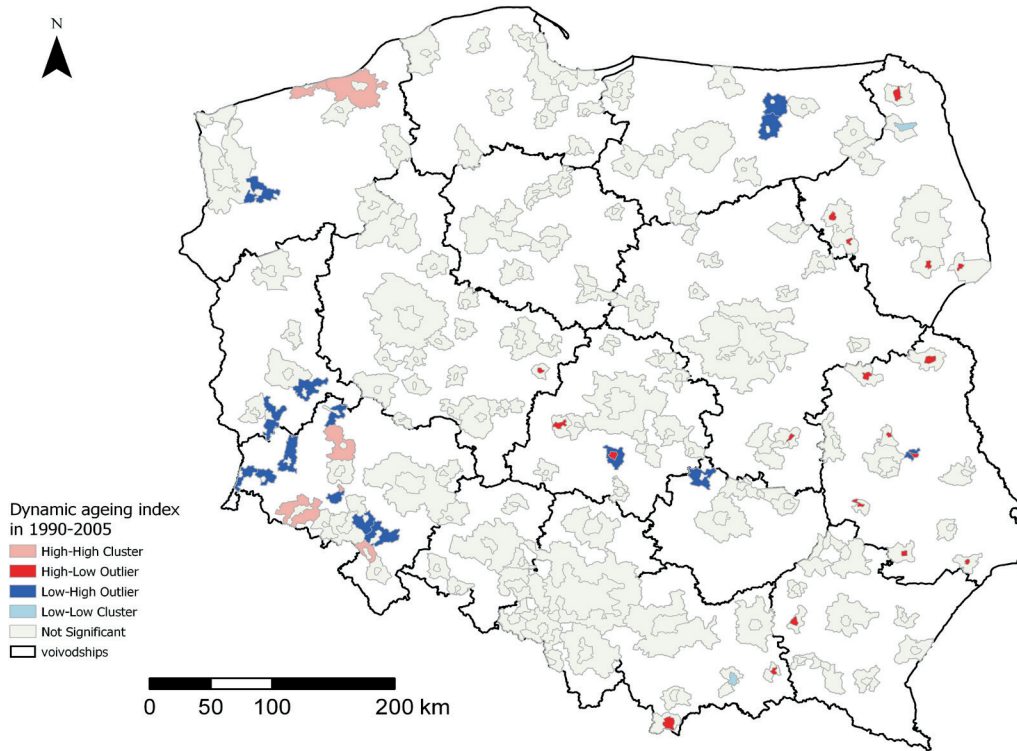 N
Dynamic ageing index
in 1990-2005
High-High Cluster
High-Low Outlier
Low-High Outlier
Low-Low Cluster
Not Significant
voivodships
0 50 100 200 km